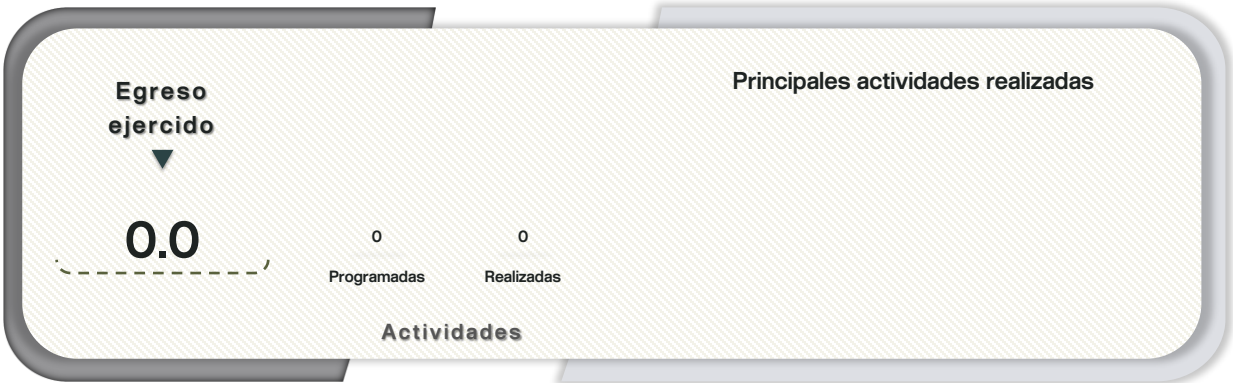 Egreso
ejercido
0.0
0 0
Programadas Realizadas
Actividades
Principales actividades realizadas